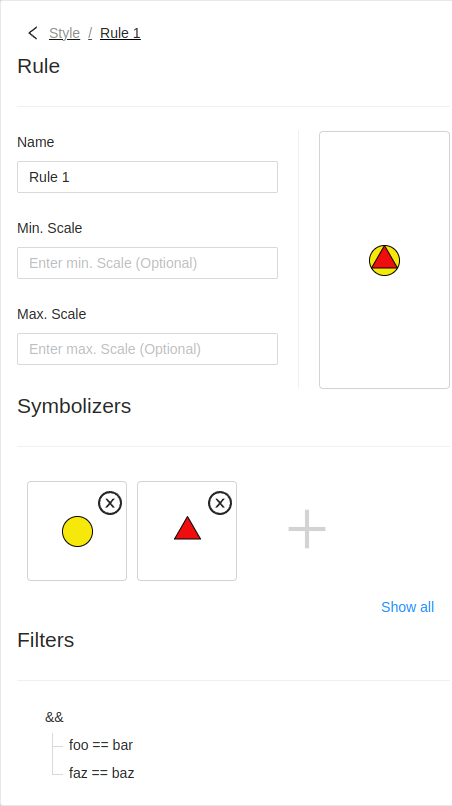 Style / Rule 1
Rule
Name
Rule 1
Min. Scale
Enter min. Scale (Optional)
Max. Scale
Enter max. Scale (Optional)
Symbolizers
X X
Show all
Filters
&&
foo == bar
faz == baz